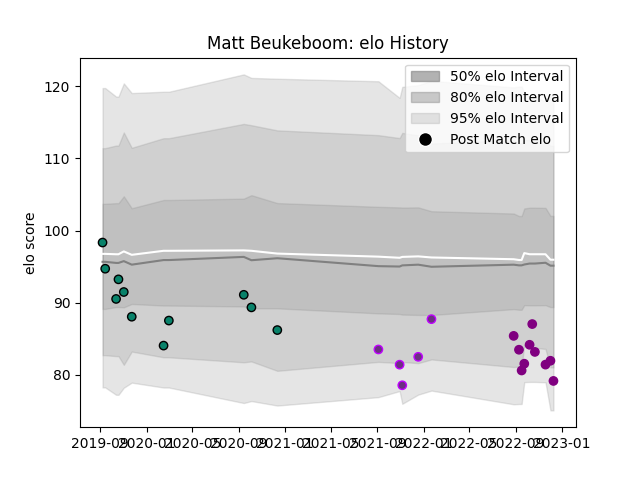 Matt Beukeboom: elo History
50% elo Interval
80% elo Interval
95% elo Interval
Post Match elo
elo score
120
110
100
90
80
2019-09 2020-01 2020-05 2020-09 2021-01 2021-05 2021-09 2022-01 2022-05 2022-09 2023-01